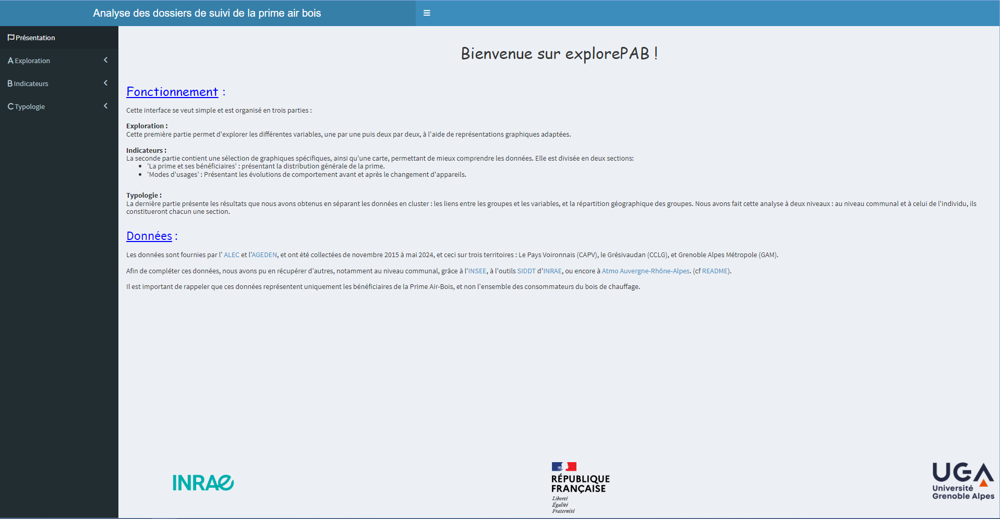 Analyse des dossiers de suivi de la prime air bois
Présentation
A Exploration
B Indicateurs
C Typologie
Bienvenue sur explorePAB !
Fonctionnement :
Cette interface se veut simple et est organisé en trois parties :
Exploration :
Cette première partie permet d'explorer les différentes variables, une par une puis deux par deux, à l'aide de représentations graphiques adaptées.
Indicateurs :
La seconde partie contient une sélection de graphiques spécifiques, ainsi qu'une carte, permettant de mieux comprendre les données. Elle est divisée en deux sections:
• 'La prime et ses bénéficiaires' : présentant la distribution générale de la prime.
• 'Modes d'usages' : Présentant les évolutions de comportement avant et après le changement d'appareils.
Typologie :
La dernière partie présente les résultats que nous avons obtenus en séparant les données en cluster : les liens entre les groupes et les variables, et la répartition géographique des groupes. Nous avons fait cette analyse à deux niveaux : au niveau communal et à celui de l'individu, ils
constitueront chacun une section.
Données :
Les données sont fournies par l’ ALEC et l’AGEDEN, et ont été collectées de novembre 2015 à mai 2024, et ceci sur trois territoires : Le Pays Voironnais (CAPV), le Grésivaudan (CCLG), et Grenoble Alpes Métropole (GAM).
Afin de compléter ces données, nous avons pu en récupérer d’autres, notamment au niveau communal, grâce à l'INSEE, à l'outils SIDDT d'INRAE, ou encore à Atmo Auvergne-Rhône-Alpes. (cf README).
Il est important de rappeler que ces données représentent uniquement les bénéficiaires de la Prime Air-Bois, et non l'ensemble des consommateurs du bois de chauffage.
INRAE
RÉPUBLIQUE
FRANÇAISE
Liberté
Égalité
Fraternité
UGA
Université
Grenoble Alpes